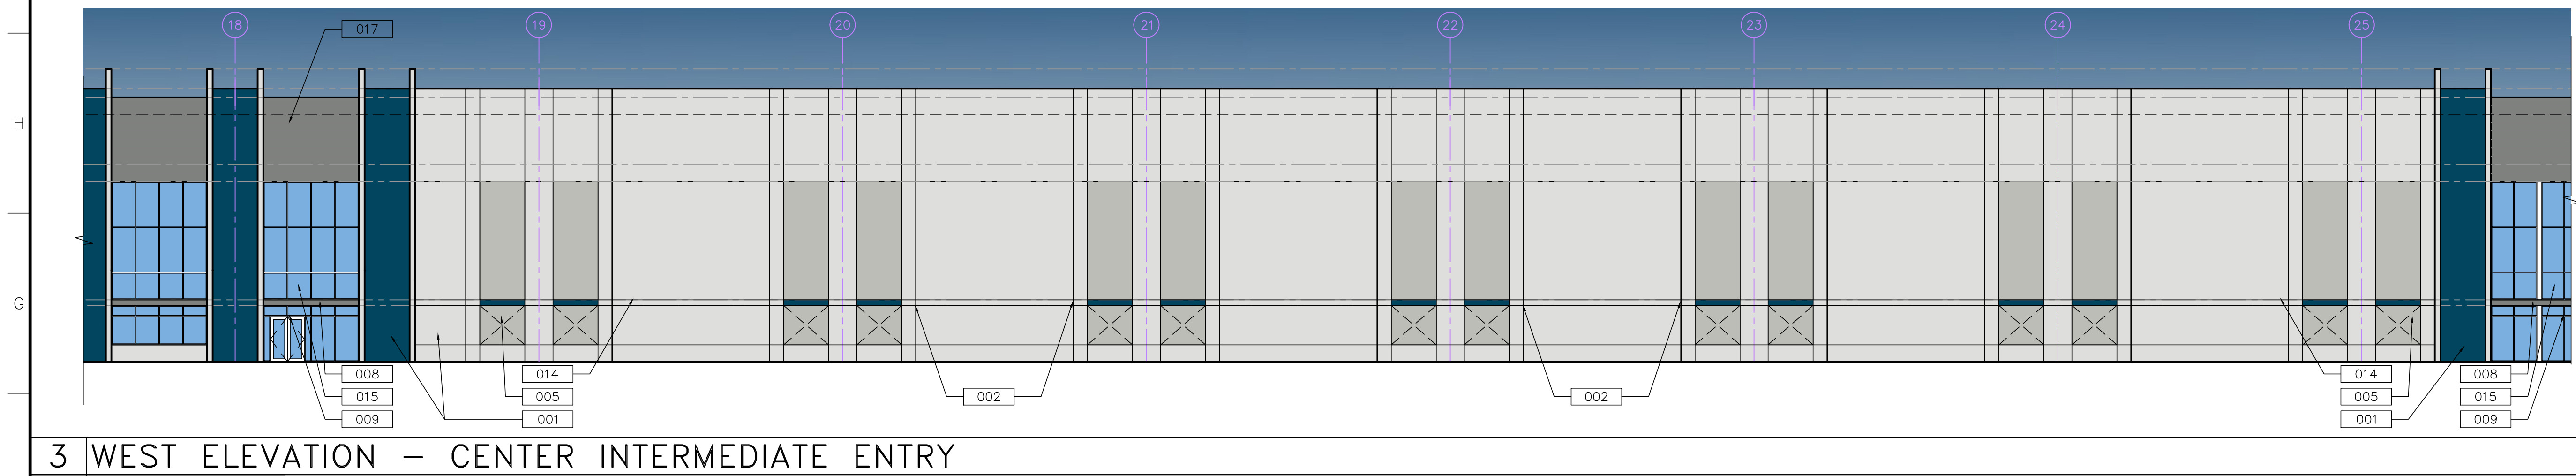 18 19 20 21 22 23 24 25
017
H
G
008 014 014 008
015 005 002 002 005 015
009 001 001 009
3 WEST ELEVATION - CENTER INTERMEDIATE ENTRY